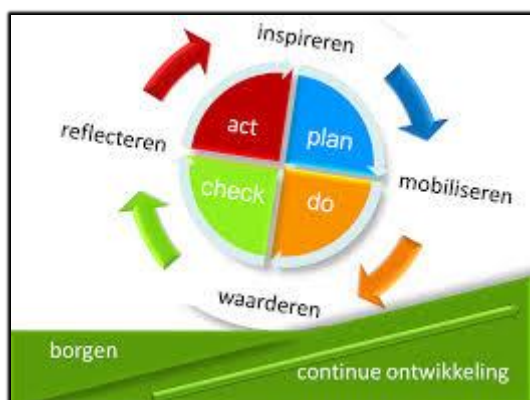 inspireren
act
plan
reflecteren
check
do
mobiliseren
waarderen
borgen
continue ontwikkeling